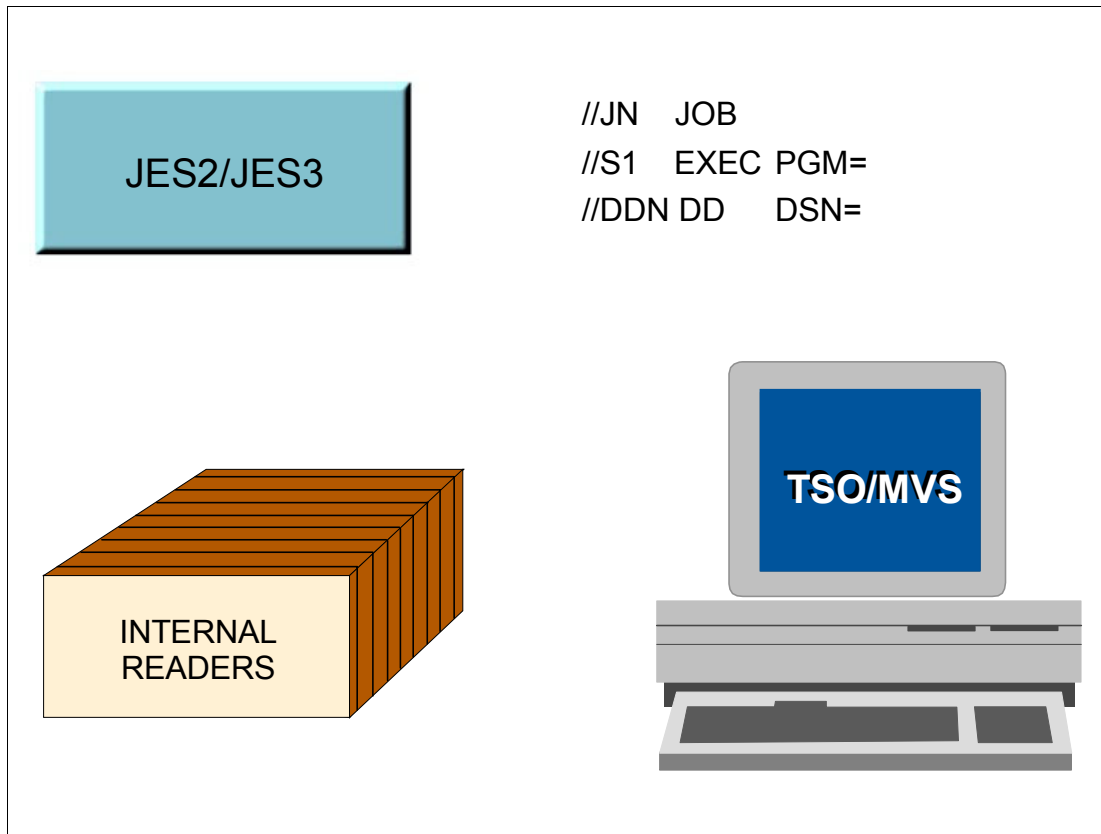 JES2/JES3
//JN JOB
//S1 EXEC PGM=
//DDN DD DSN=
INTERNAL
READERS
TSO/MVS